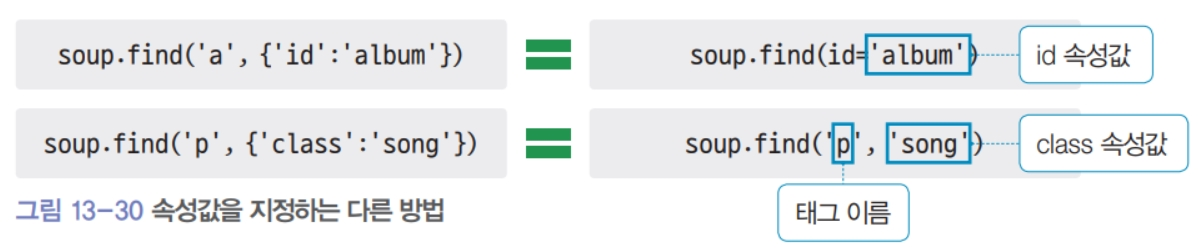 soup.find('a', {'id':'album'}) = soup.find(id='album') id 속성값
soup.find('p', {'class':'song'}) = soup.find('p', 'song') class 속성값
태그 이름
그림 13-30 속성값을 지정하는 다른 방법